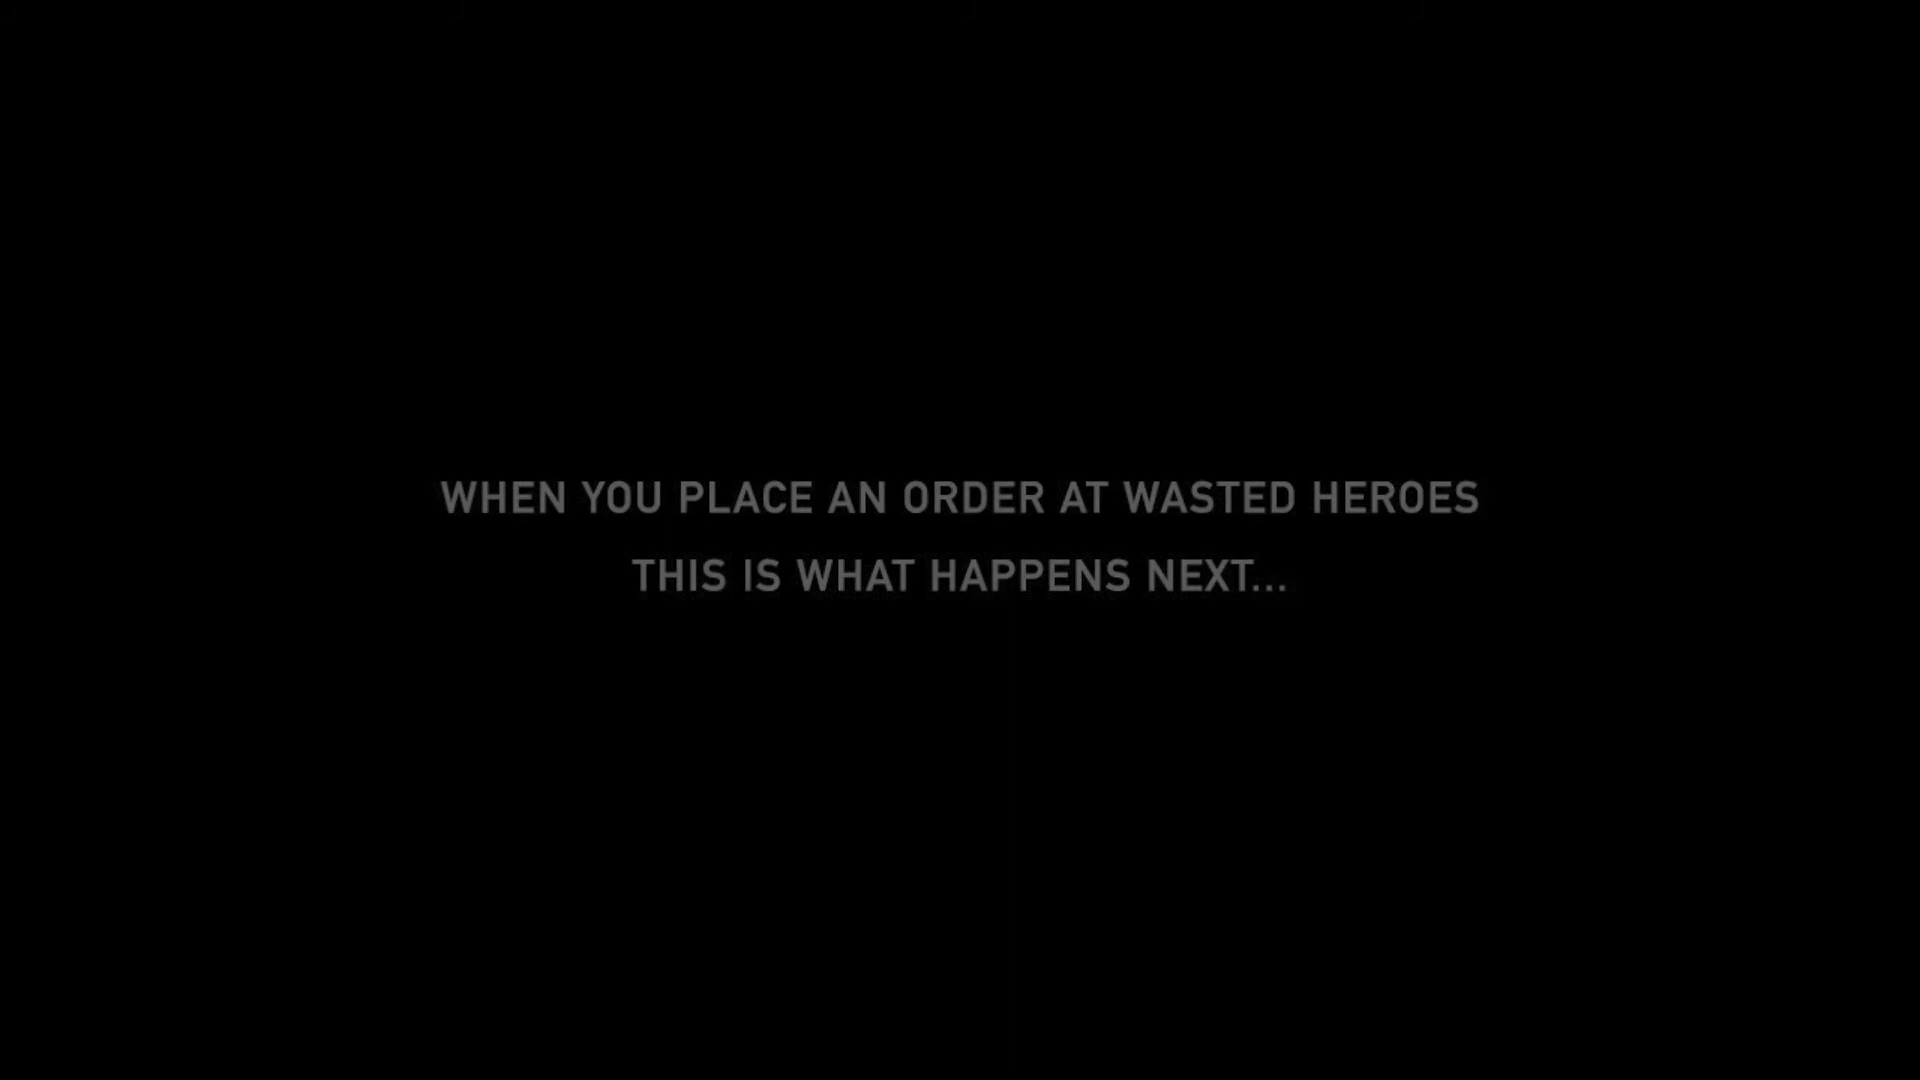 WHEN YOU PLACE AN ORDER AT WASTED HEROES
THIS IS WHAT HAPPENS NEXT...